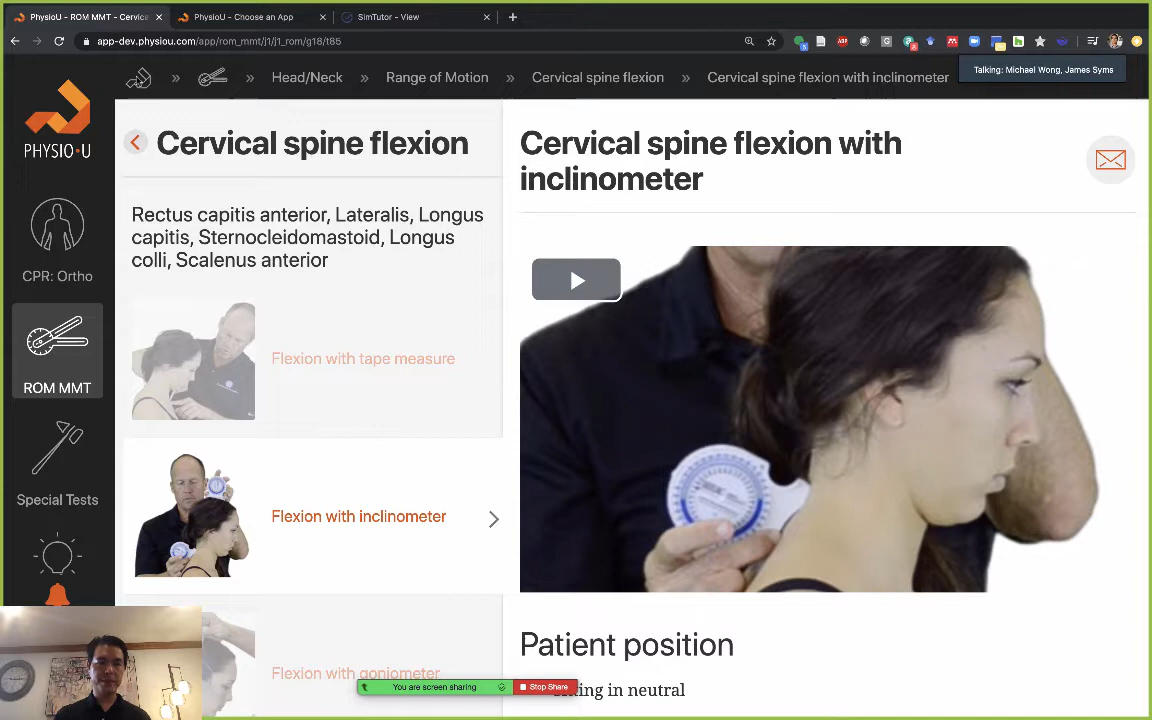 PhysioU - ROM MMT - Cervica
PhysioU - Choose an App
SimTutor - View
app-dev.physiou.com/app/rom_mmt/j1/j1_rom/g18/t85
» » Head/Neck » Range of Motion » Cervical spine flexion » Cervical spine flexion with inclinometer
Talking: Michael Wong, James Syms
PHYSIO·U
CPR: Ortho
ROM MMT
Special Tests
Cervical spine flexion
Rectus capitis anterior, Lateralis, Longus
capitis, Sternocleidomastoid, Longus
colli, Scalenus anterior
Flexion with tape measure
Flexion with inclinometer
Flexion with goniometer
Cervical spine flexion with
inclinometer
Patient position
in neutral
You are screen sharing
Stop Share